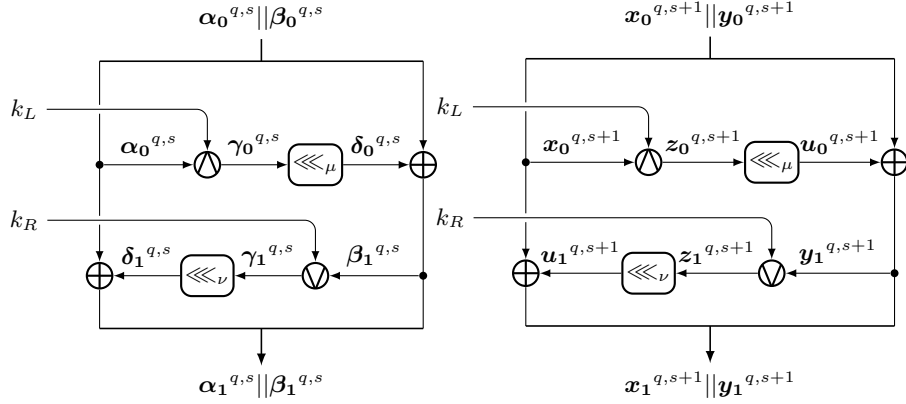 α₀^{q,s}||β₀^{q,s} x₀^{q,s+1}||y₀^{q,s+1}
k_L k_L
α₀^{q,s} ∧ γ₀^{q,s} ⋘_μ δ₀^{q,s} x₀^{q,s+1} ∧ z₀^{q,s+1} ⋘_μ u₀^{q,s+1}
k_R k_R
δ₁^{q,s} ⋘_ν γ₁^{q,s} ∨ β₁^{q,s} u₁^{q,s+1} ⋘_ν z₁^{q,s+1} ∨ y₁^{q,s+1}
α₁^{q,s}||β₁^{q,s} x₁^{q,s+1}||y₁^{q,s+1}